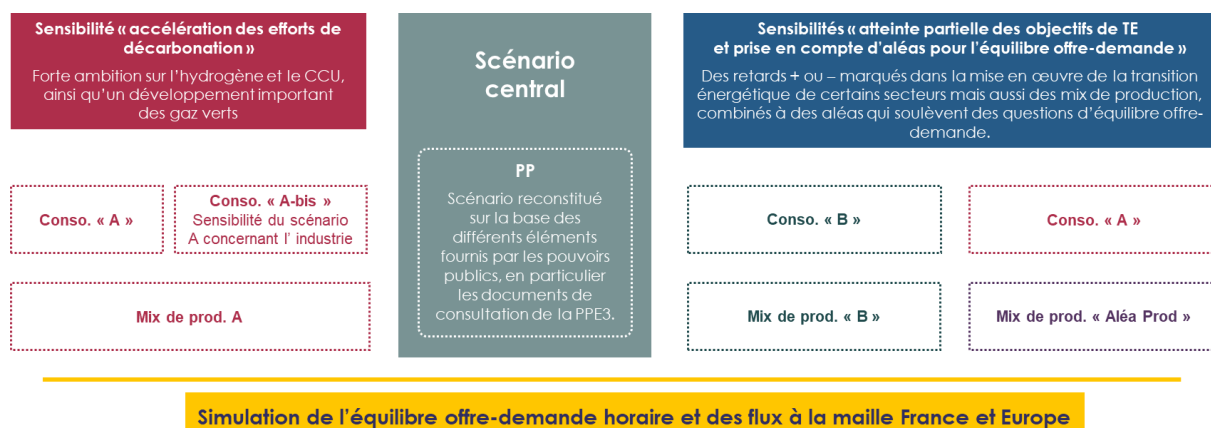 Sensibilité « accélération des efforts de
décarbonation »
Forte ambition sur l'hydrogène et le CCU,
ainsi qu'un développement important
des gaz verts
Conso. « A »
Conso. « A-bis »
Sensibilité du scénario
A concernant l' industrie
Mix de prod. A
Scénario
central
PP
Scénario reconstitué
sur la base des
différents éléments
fournis par les pouvoirs
publics, en particulier
les documents de
consultation de la PPE3.
Sensibilités « atteinte partielle des objectifs de TE
et prise en compte d'aléas pour l'équilibre offre-demande »
Des retards + ou – marqués dans la mise en œuvre de la transition
énergétique de certains secteurs mais aussi des mix de production,
combinés à des aléas qui soulèvent des questions d'équilibre offre-
demande.
Conso. « B »
Conso. « A »
Mix de prod. « B »
Mix de prod. « Aléa Prod »
Simulation de l'équilibre offre-demande horaire et des flux à la maille France et Europe